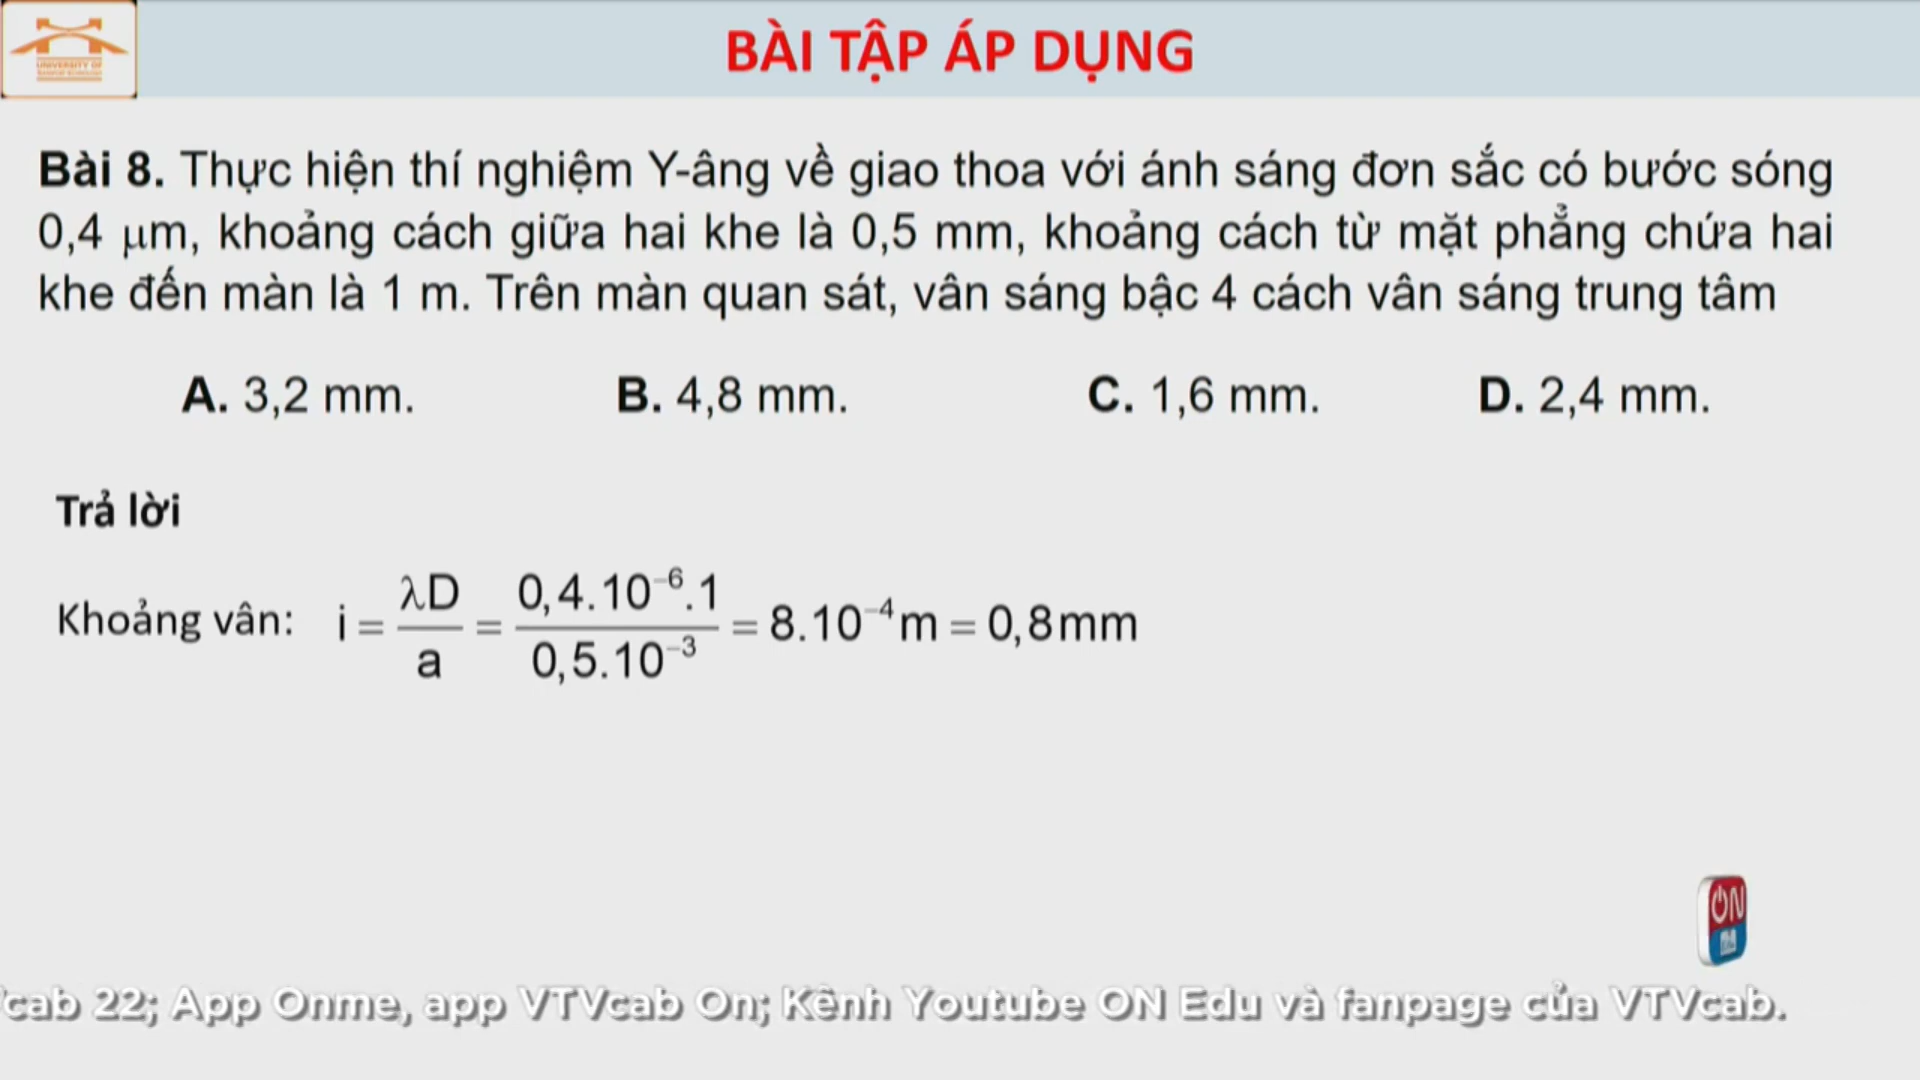 UNIVERSITY OF
BÀI TẬP ÁP DỤNG
Bài 8. Thực hiện thí nghiệm Y-âng về giao thoa với ánh sáng đơn sắc có bước sóng
0,4 μm, khoảng cách giữa hai khe là 0,5 mm, khoảng cách từ mặt phẳng chứa hai
khe đến màn là 1 m. Trên màn quan sát, vân sáng bậc 4 cách vân sáng trung tâm
A. 3,2 mm. B. 4,8 mm. C. 1,6 mm. D. 2,4 mm.
Trả lời
Khoảng vân: i = λD/a = 0,4.10⁻⁶.1/0,5.10⁻³ = 8.10⁻⁴ m = 0,8mm
ON
cab 22; App Onme, app VTVcab On; Kênh Youtube ON Edu và fanpage của VTVcab.